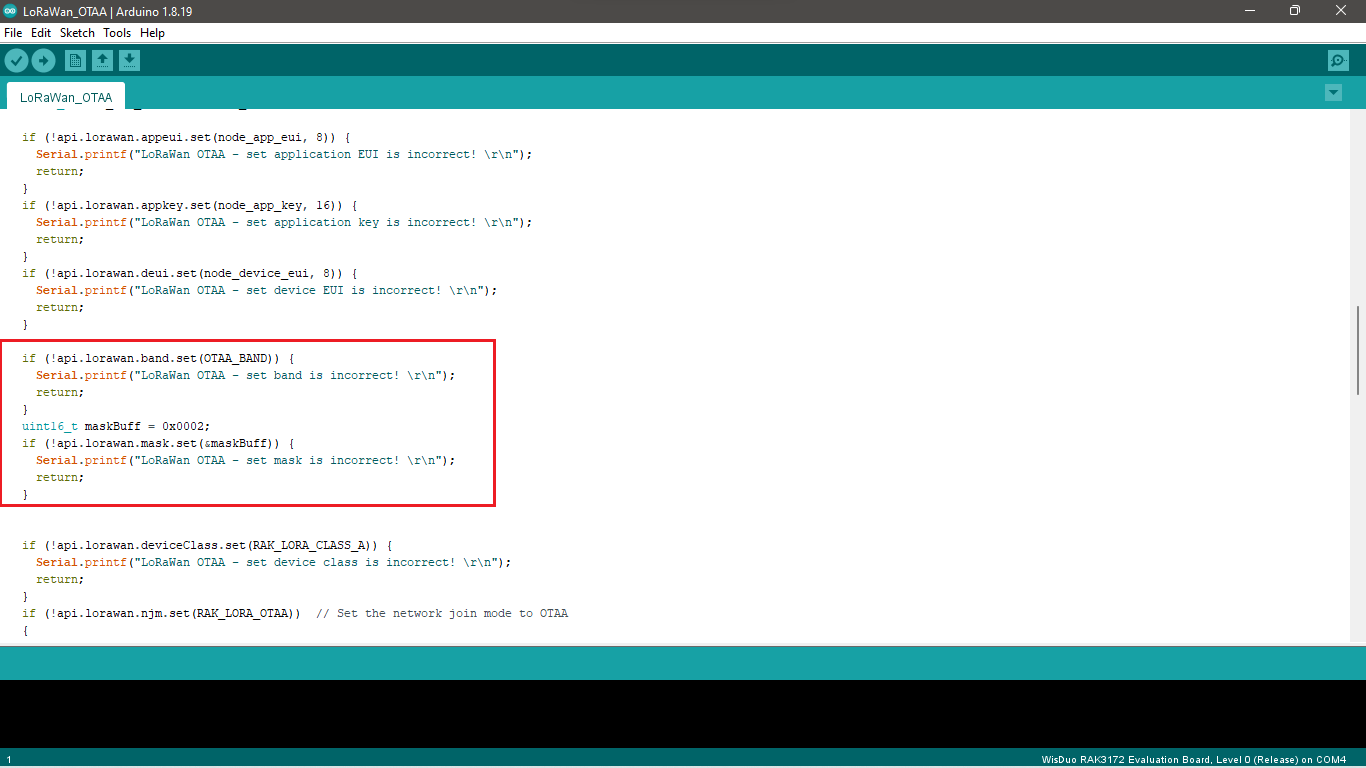 LoRaWan_OTAA | Arduino 1.8.19
File Edit Sketch Tools Help
LoRaWan_OTAA
if (!api.lorawan.appeui.set(node_app_eui, 8)) {
Serial.printf("LoRaWan OTAA - set application EUI is incorrect! \r\n");
return;
}
if (!api.lorawan.appkey.set(node_app_key, 16)) {
Serial.printf("LoRaWan OTAA - set application key is incorrect! \r\n");
return;
}
if (!api.lorawan.deui.set(node_device_eui, 8)) {
Serial.printf("LoRaWan OTAA - set device EUI is incorrect! \r\n");
return;
}
if (!api.lorawan.band.set(OTAA_BAND)) {
Serial.printf("LoRaWan OTAA - set band is incorrect! \r\n");
return;
}
uint16_t maskBuff = 0x0002;
if (!api.lorawan.mask.set(&maskBuff)) {
Serial.printf("LoRaWan OTAA - set mask is incorrect! \r\n");
return;
}
if (!api.lorawan.deviceClass.set(RAK_LORA_CLASS_A)) {
Serial.printf("LoRaWan OTAA - set device class is incorrect! \r\n");
return;
}
if (!api.lorawan.njm.set(RAK_LORA_OTAA)) // Set the network join mode to OTAA
{
1 WisDuo RAK3172 Evaluation Board, Level 0 (Release) on COM4